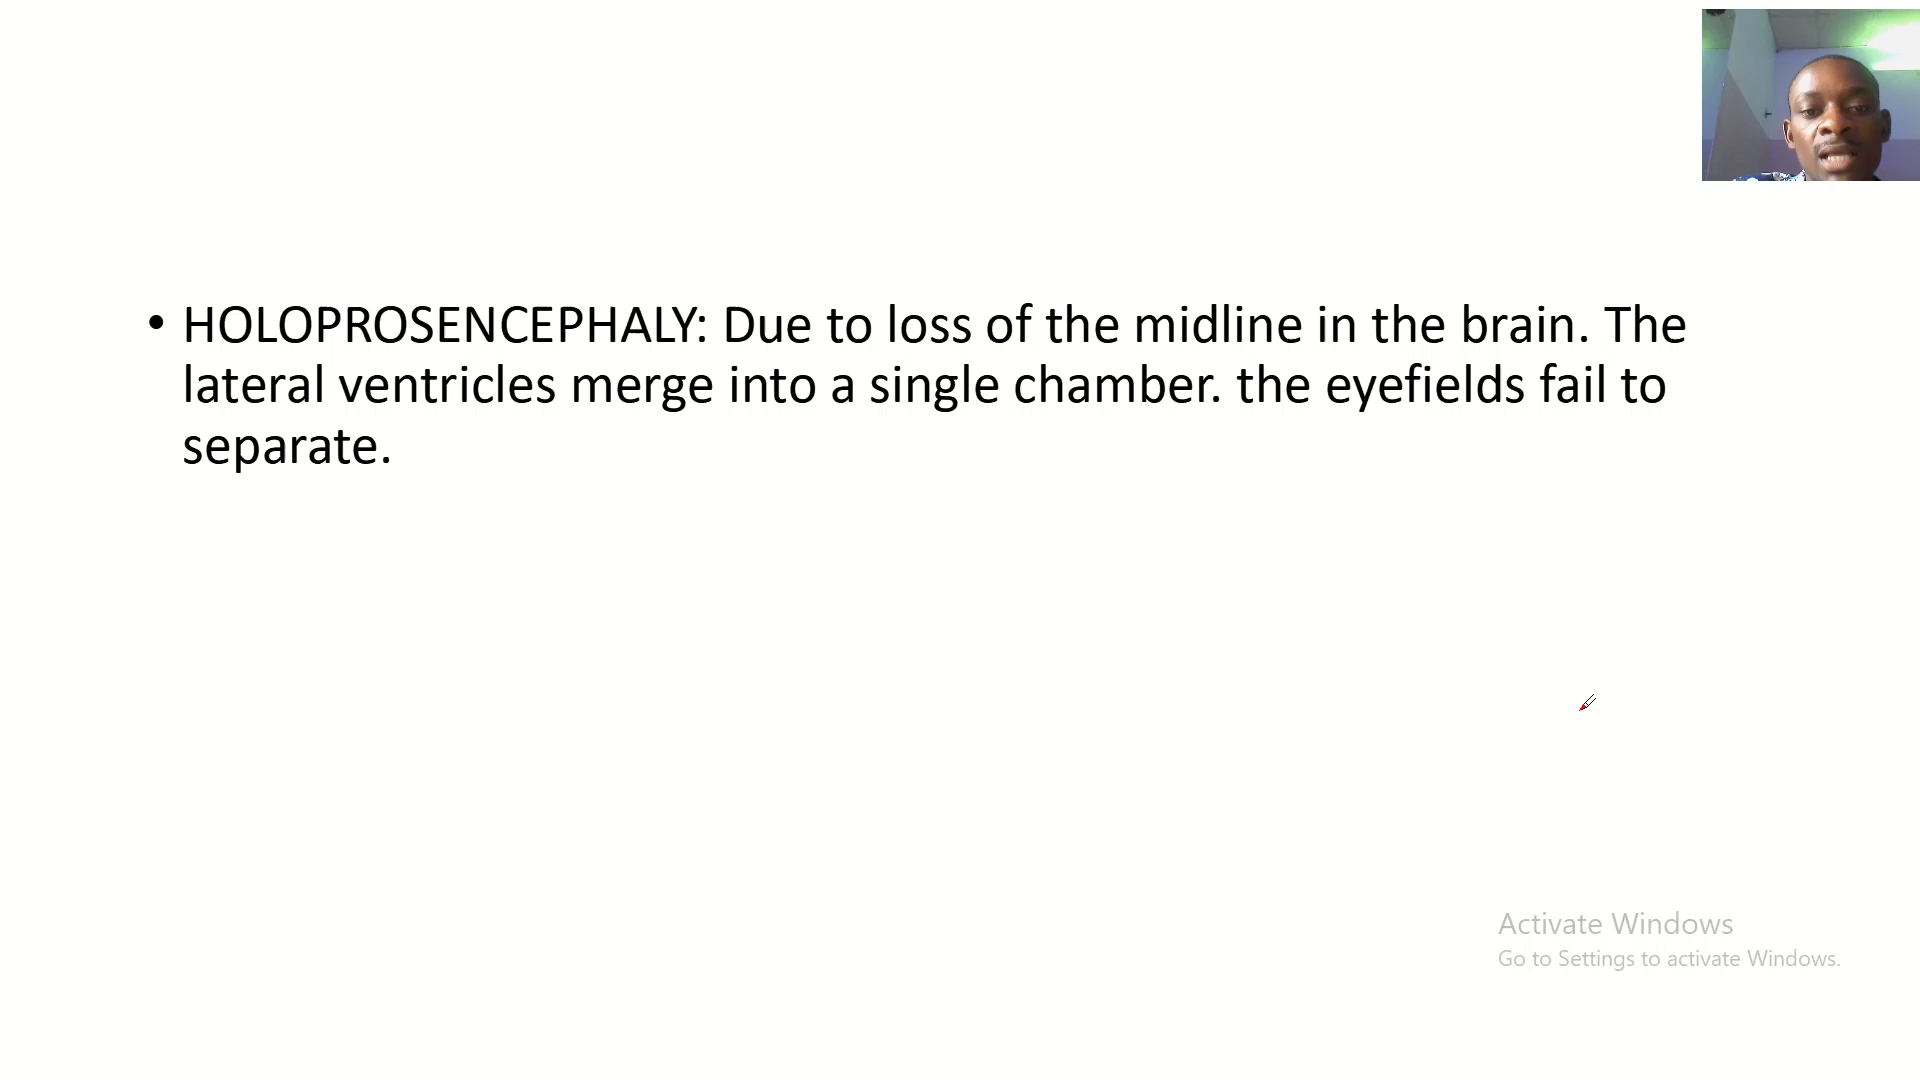 • HOLOPROSENCEPHALY: Due to loss of the midline in the brain. The
lateral ventricles merge into a single chamber. the eyefields fail to
separate.
Activate Windows
Go to Settings to activate Windows.